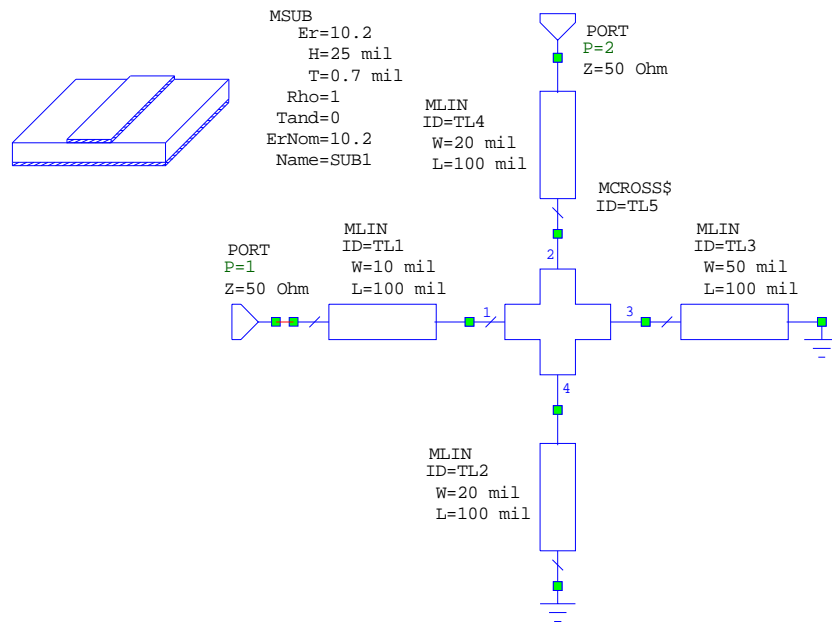 MSUB
Er=10.2
H=25 mil
T=0.7 mil
Rho=1
Tand=0
ErNom=10.2
Name=SUB1
PORT
P=2
Z=50 Ohm
MLIN
ID=TL4
W=20 mil
L=100 mil
MCROSS$
ID=TL5
PORT
P=1
Z=50 Ohm
MLIN
ID=TL1
W=10 mil
L=100 mil
2
1
3
4
MLIN
ID=TL3
W=50 mil
L=100 mil
MLIN
ID=TL2
W=20 mil
L=100 mil